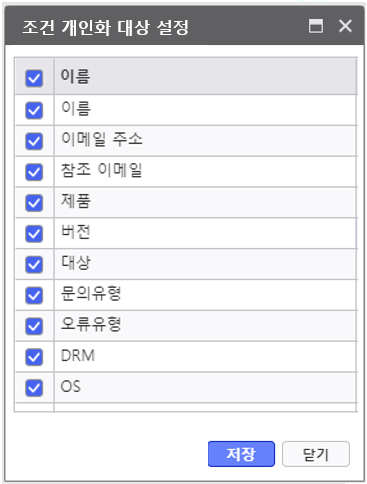 조건 개인화 대상 설정
이름
이름
이메일 주소
참조 이메일
제품
버전
대상
문의유형
오류유형
DRM
OS
저장 닫기